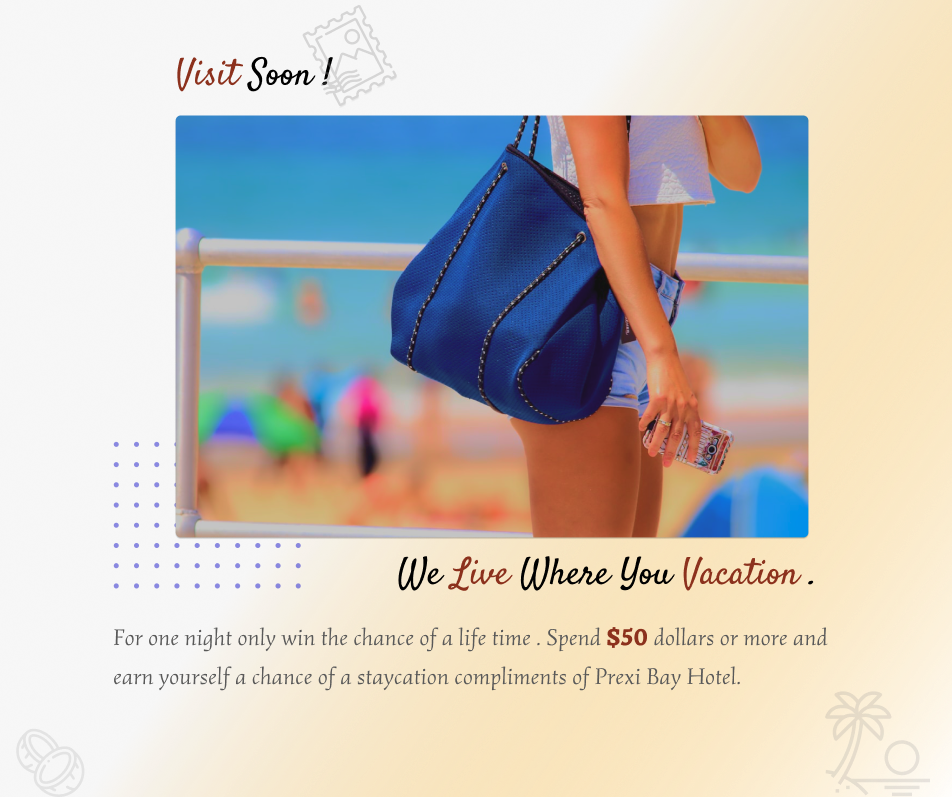 Visit Soon !
We Live Where You Vacation .
For one night only win the chance of a life time . Spend $50 dollars or more and
earn yourself a chance of a staycation compliments of Prexi Bay Hotel.